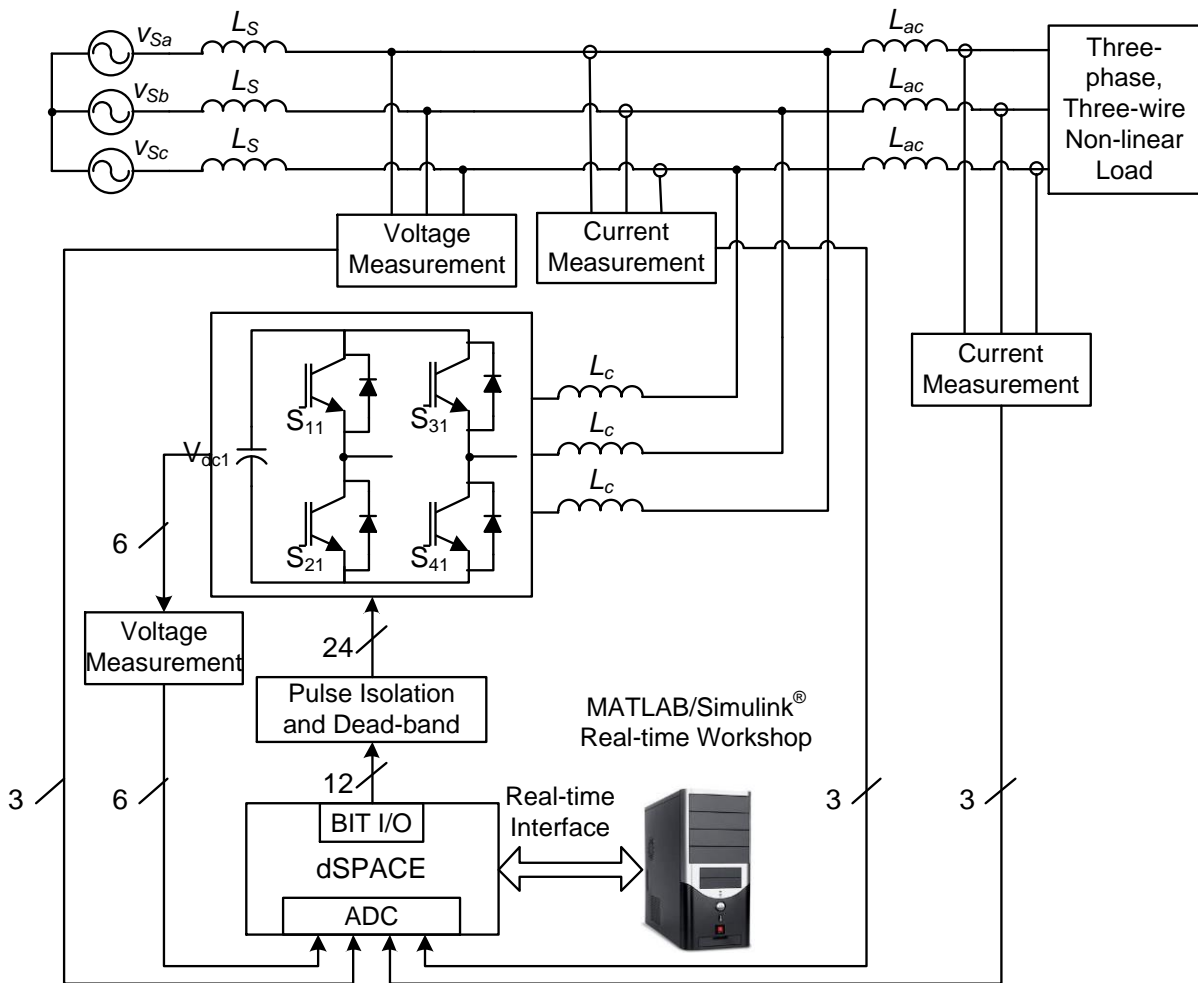 vSa
LS
Lac
Three-
phase,
Three-wire
Non-linear
Load
vSb
LS
Lac
vSc
LS
Lac
Voltage
Measurement
Current
Measurement
Current
Measurement
S11
S31
Vdc1
S21
S41
Lc
Lc
Lc
6
Voltage
Measurement
24
Pulse Isolation
and Dead-band
MATLAB/Simulink®
Real-time Workshop
3
6
12
Real-time
Interface
3
3
BIT I/O
dSPACE
ADC